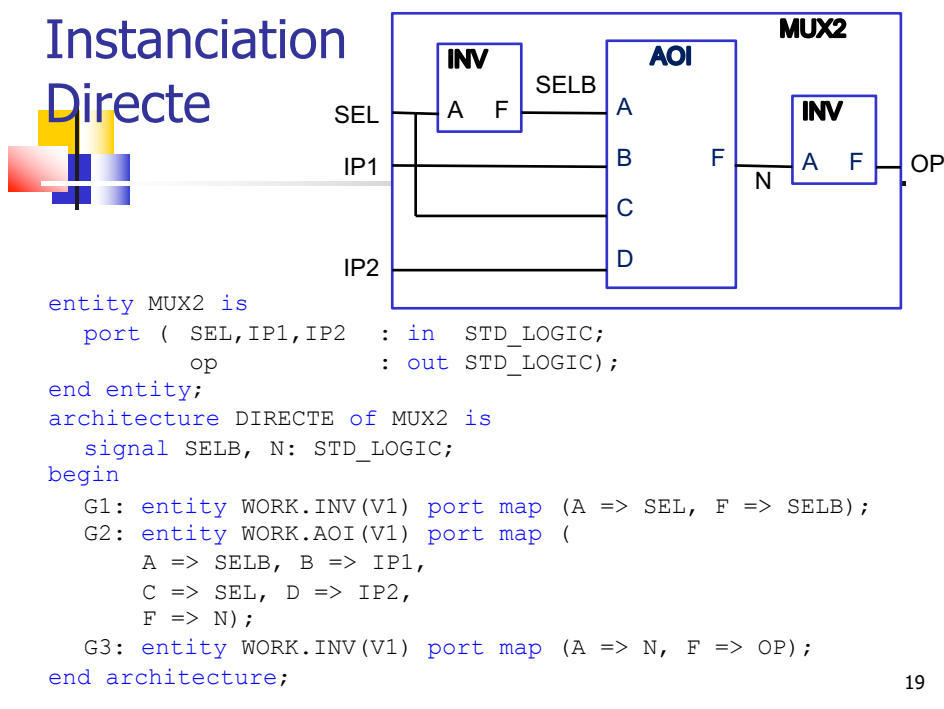 Instanciation
Directe
MUX2
INV
AOI
SELB
INV
SEL
A F
A
IP1
B F
A F
OP
N
C
IP2
D
entity MUX2 is
port ( SEL,IP1,IP2 : in STD_LOGIC;
op : out STD_LOGIC);
end entity;
architecture DIRECTE of MUX2 is
signal SELB, N: STD_LOGIC;
begin
G1: entity WORK.INV(V1) port map (A => SEL, F => SELB);
G2: entity WORK.AOI(V1) port map (
A => SELB, B => IP1,
C => SEL, D => IP2,
F => N);
G3: entity WORK.INV(V1) port map (A => N, F => OP);
end architecture;
19